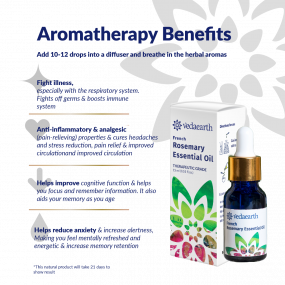 Aromatherapy Benefits
Add 10-12 drops into a diffuser and breathe in the herbal aromas
Fight illness,
especially with the respiratory system.
Fights off germs & boosts immune
system
Anti-inflammatory & analgesic
(pain-relieving) properties & cures headaches
and stress reduction, pain relief & improved
circulationand improved circulation
Helps improve cognitive function & helps
you focus and remember information. It also
aids your memory as you age
Helps reduce anxiety & increase alertness,
Making you feel mentally refreshed and
energetic & increase memory retention
*This natural product will take 21 days to
show result
vedaearth
French
Rosemary
Essential Oil
THERAPEUTIC GRADE
vedaearth
French
Rosemary Essential Oil